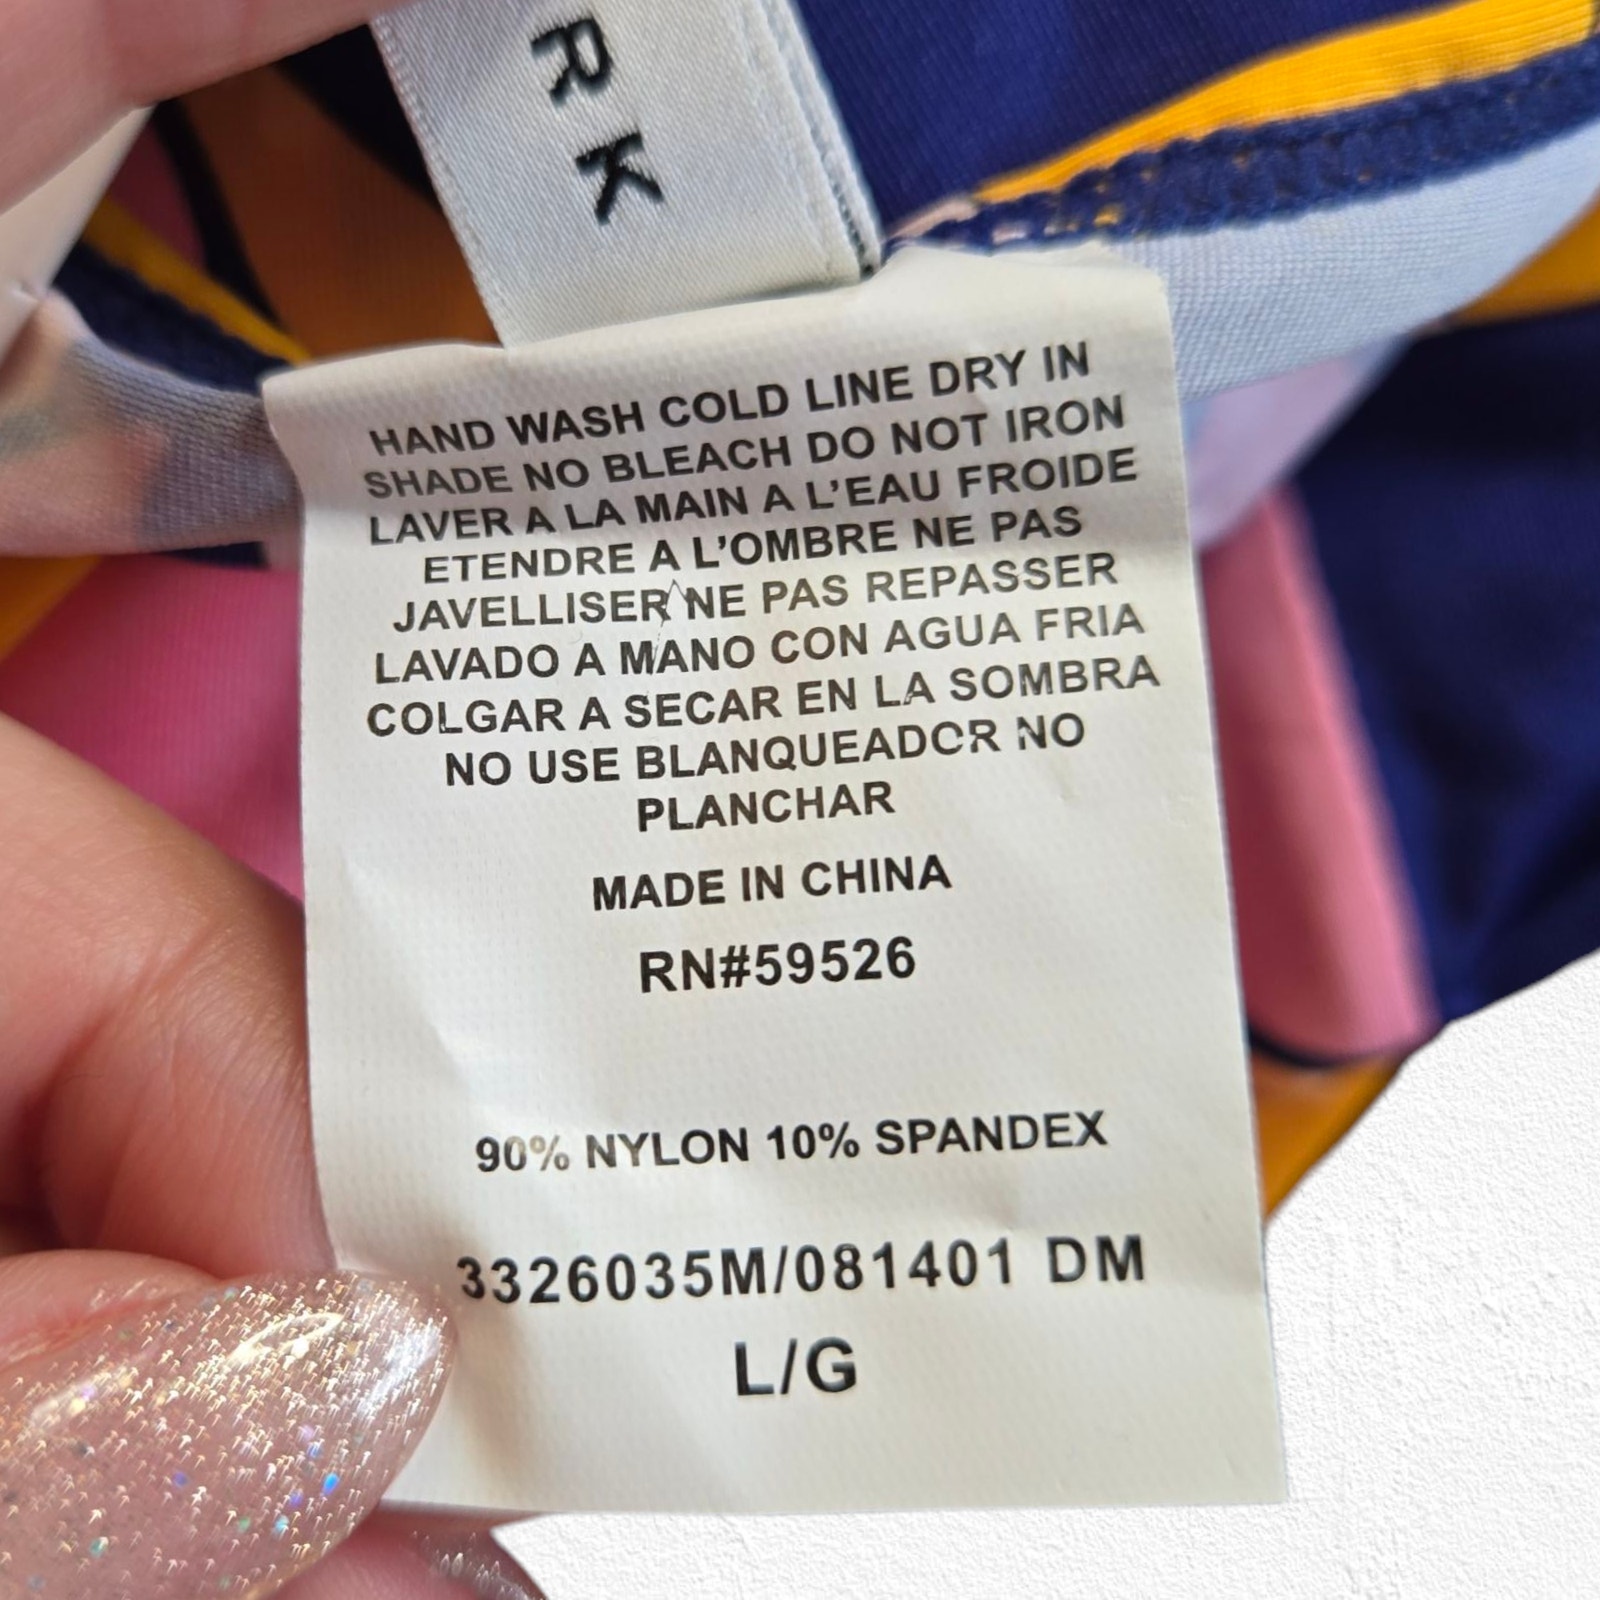 RK
HAND WASH COLD LINE DRY IN
SHADE NO BLEACH DO NOT IRON
LAVER A LA MAIN A L'EAU FROIDE
ETENDRE A L'OMBRE NE PAS
JAVELLISER NE PAS REPASSER
LAVADO A MANO CON AGUA FRIA
COLGAR A SECAR EN LA SOMBRA
NO USE BLANQUEADOR NO
PLANCHAR
MADE IN CHINA
RN#59526
90% NYLON 10% SPANDEX
3326035M/081401 DM
L/G